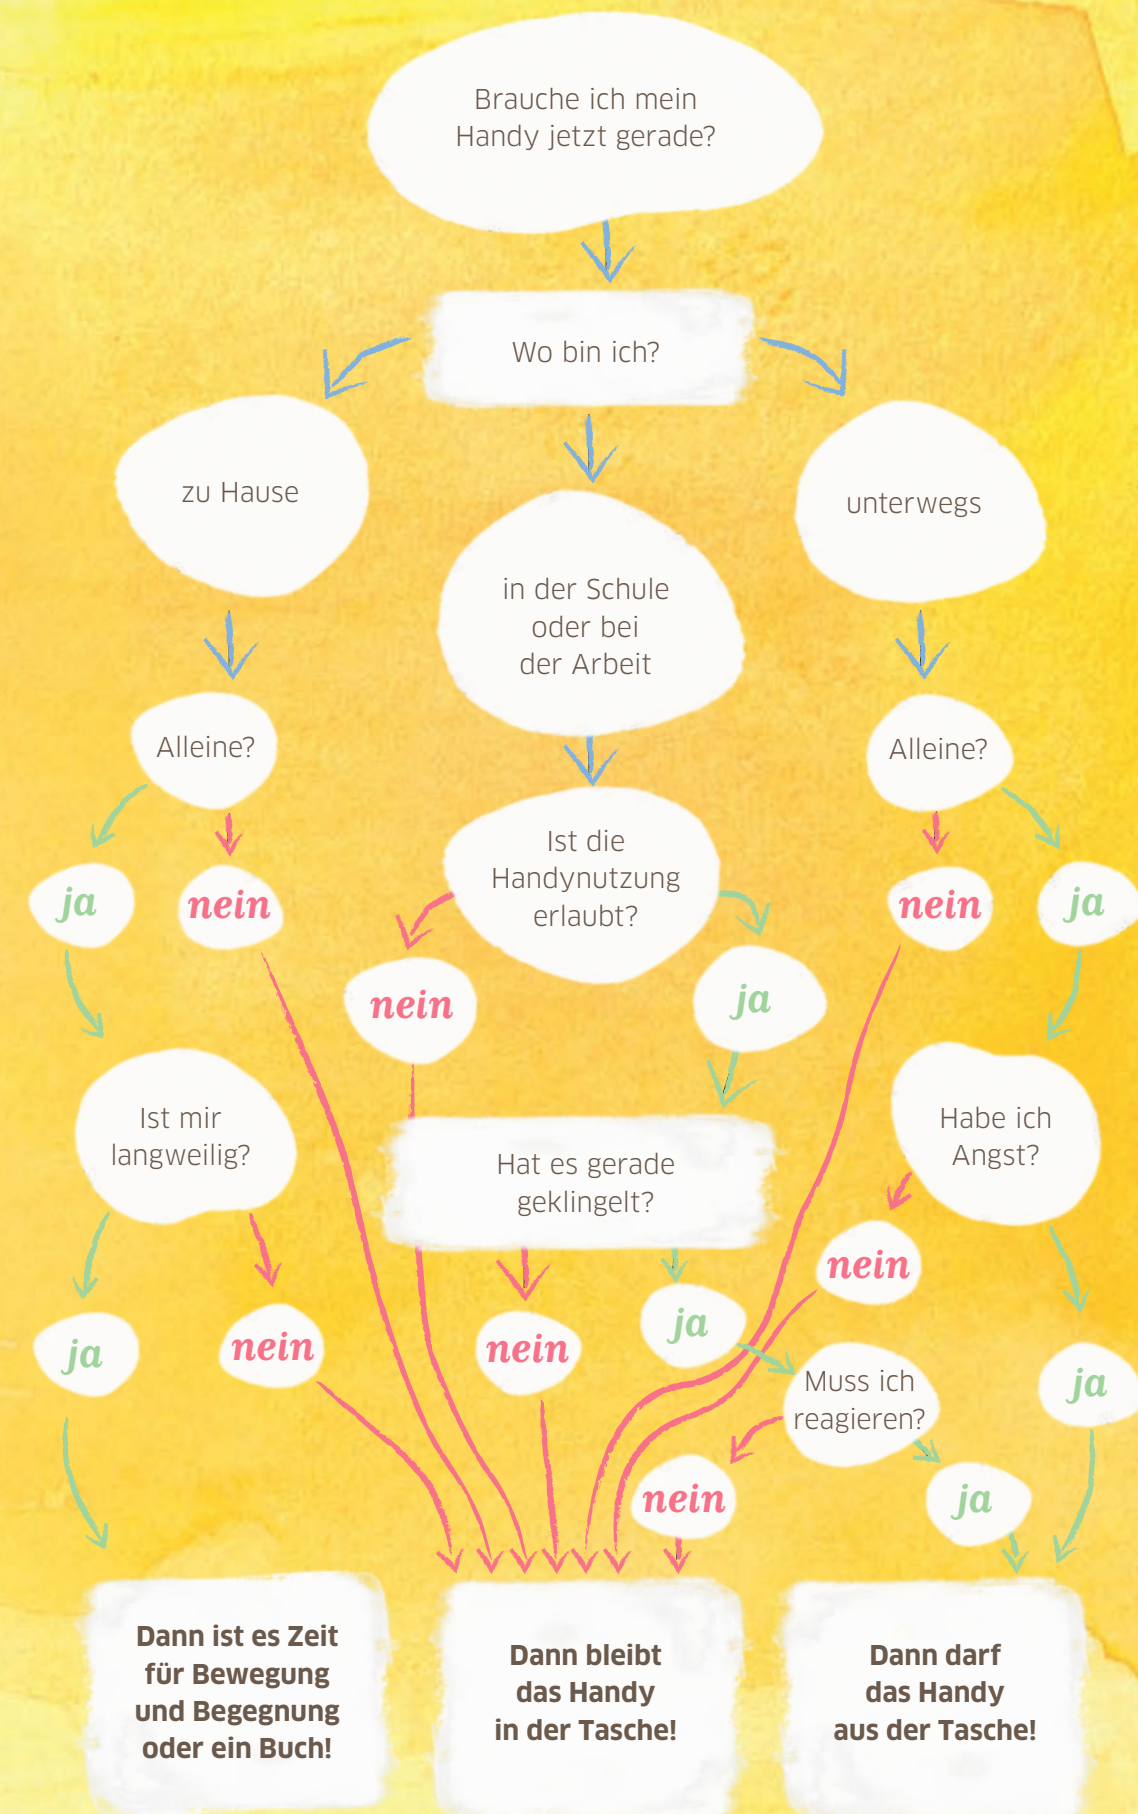 Brauche ich mein
Handy jetzt gerade?
Wo bin ich?
zu Hause
unterwegs
in der Schule
oder bei
der Arbeit
Alleine?
Alleine?
Ist die
Handynutzung
erlaubt?
ja
nein
nein
ja
nein
ja
Ist mir
langweilig?
Habe ich
Angst?
Hat es gerade
geklingelt?
nein
ja
ja
nein
nein
Muss ich
reagieren?
ja
nein
ja
Dann ist es Zeit
für Bewegung
und Begegnung
oder ein Buch!
Dann bleibt
das Handy
in der Tasche!
Dann darf
das Handy
aus der Tasche!